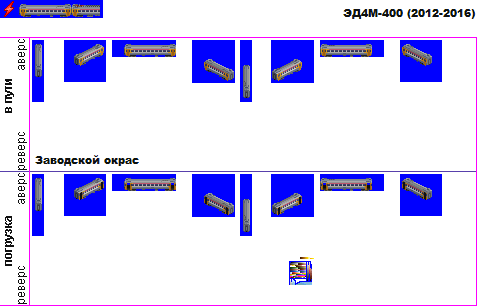 ЭД4М-400 (2012-2016)
аверс
в пути
реверс
Заводской окрас
аверс
погрузка
реверс